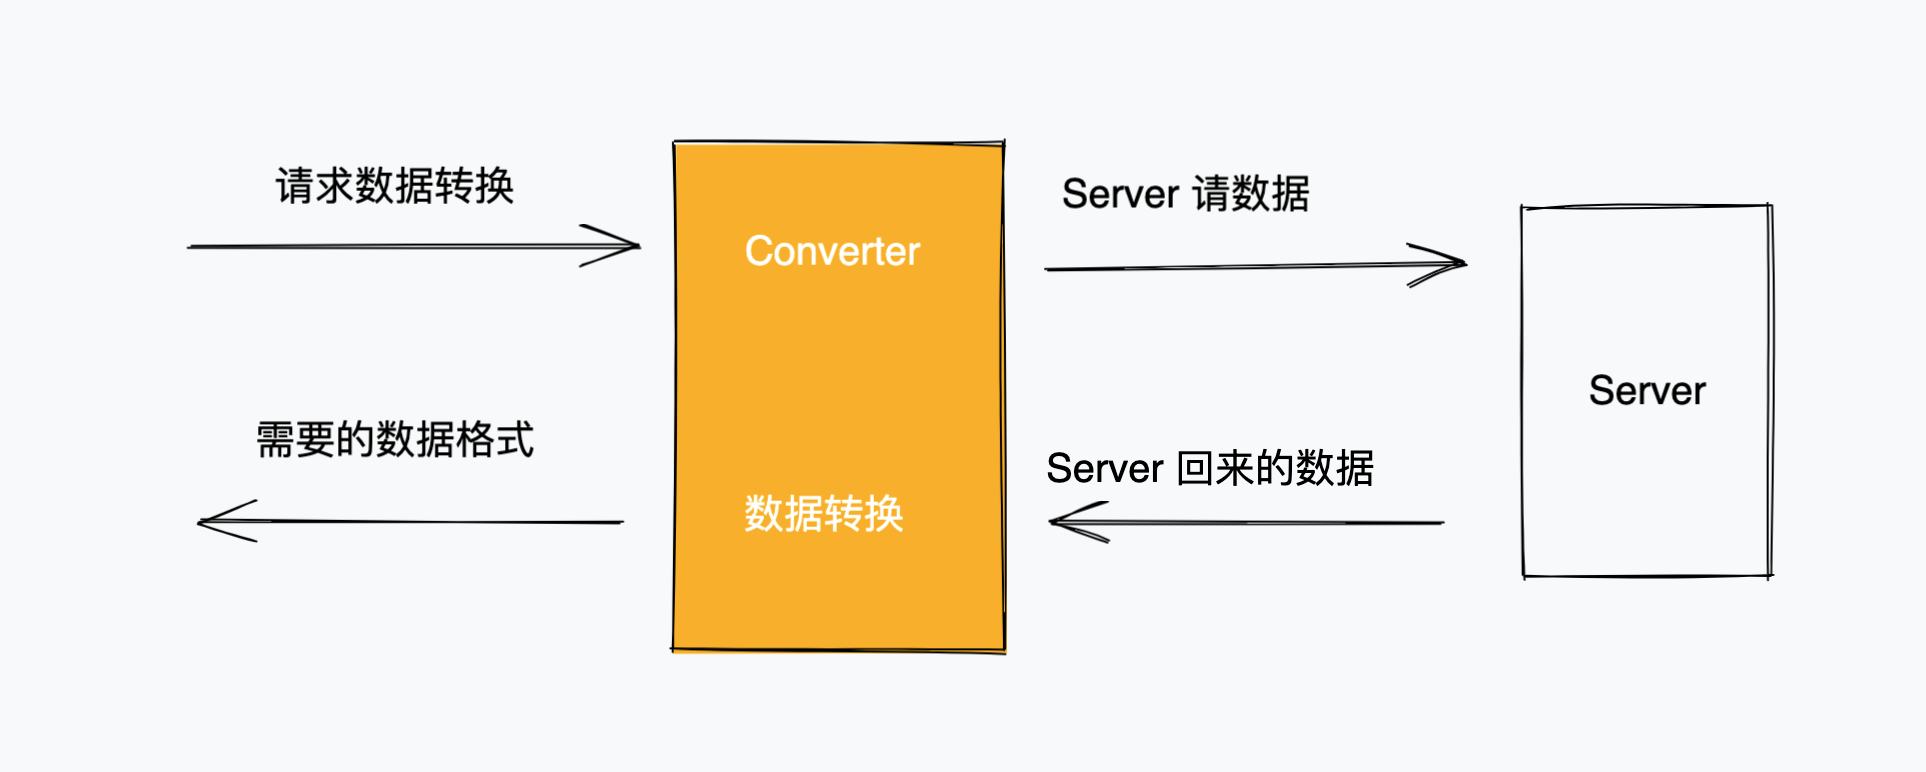 请求数据转换
Server 请数据
Converter
Server
需要的数据格式
Server 回来的数据
数据转换